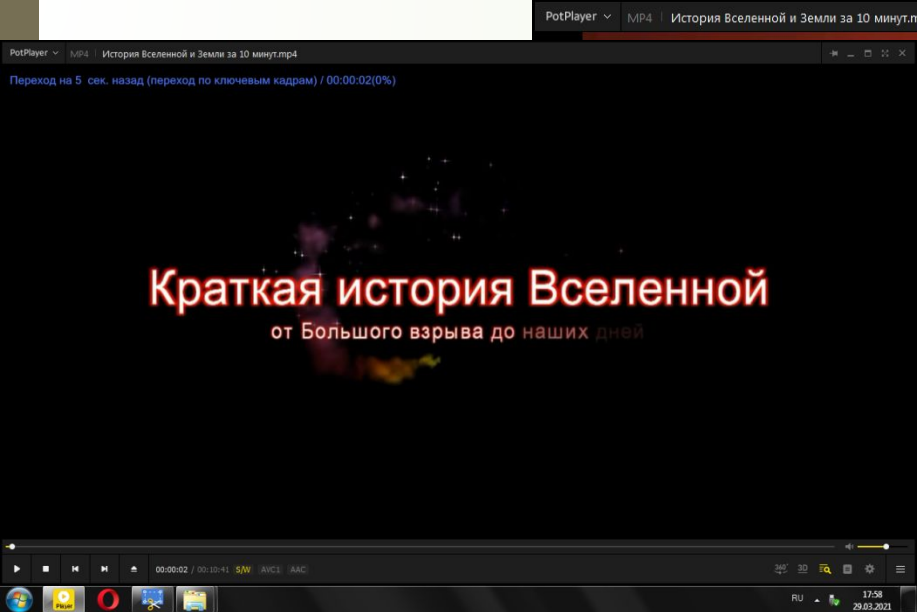 PotPlayer MP4 История Вселенной и Земли за 10 минут.m
PotPlayer MP4 История Вселенной и Земли за 10 минут.mp4
Переход на 5 сек. назад (переход по ключевым кадрам) / 00:00:02(0%)
Краткая история Вселенной
от Большого взрыва до наших дней
00:00:02 / 00:10:41 S/W AVC1 AAC
360° 3D
Player
RU
17:58
29.03.2021